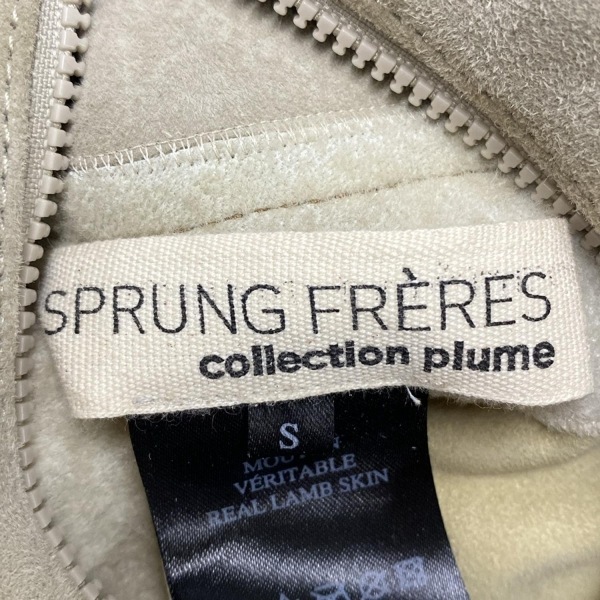 SPRUNG FRÈRES
collection plume
S
VÉRITABLE
REAL LAMB SKIN